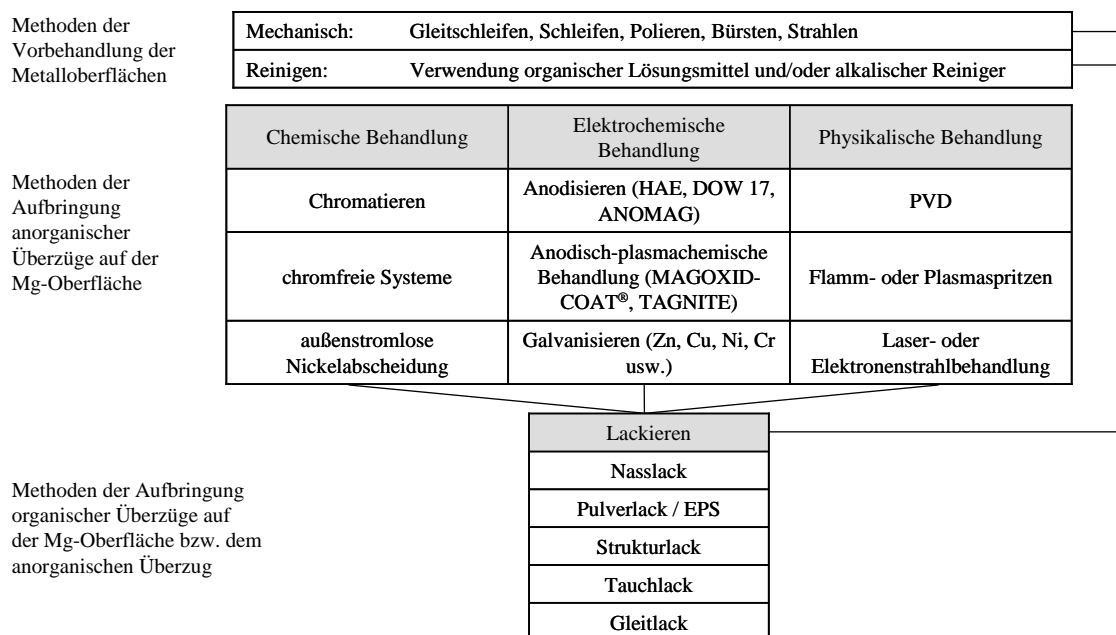 Methoden der
Vorbehandlung der
Metalloberflächen
Mechanisch: Gleitschleifen, Schleifen, Polieren, Bürsten, Strahlen
Reinigen: Verwendung organischer Lösungsmittel und/oder alkalischer Reiniger
Methoden der
Aufbringung
anorganischer
Überzüge auf der
Mg-Oberfläche
Chemische Behandlung
Elektrochemische
Behandlung
Physikalische Behandlung
Chromatieren
Anodisieren (HAE, DOW 17,
ANOMAG)
PVD
chromfreie Systeme
Anodisch-plasmachemische
Behandlung (MAGOXID-
COAT®, TAGNITE)
Flamm- oder Plasmaspritzen
außenstromlose
Nickelabscheidung
Galvanisieren (Zn, Cu, Ni, Cr
usw.)
Laser- oder
Elektronenstrahlbehandlung
Methoden der Aufbringung
organischer Überzüge auf
der Mg-Oberfläche bzw. dem
anorganischen Überzug
Lackieren
Nasslack
Pulverlack / EPS
Strukturlack
Tauchlack
Gleitlack